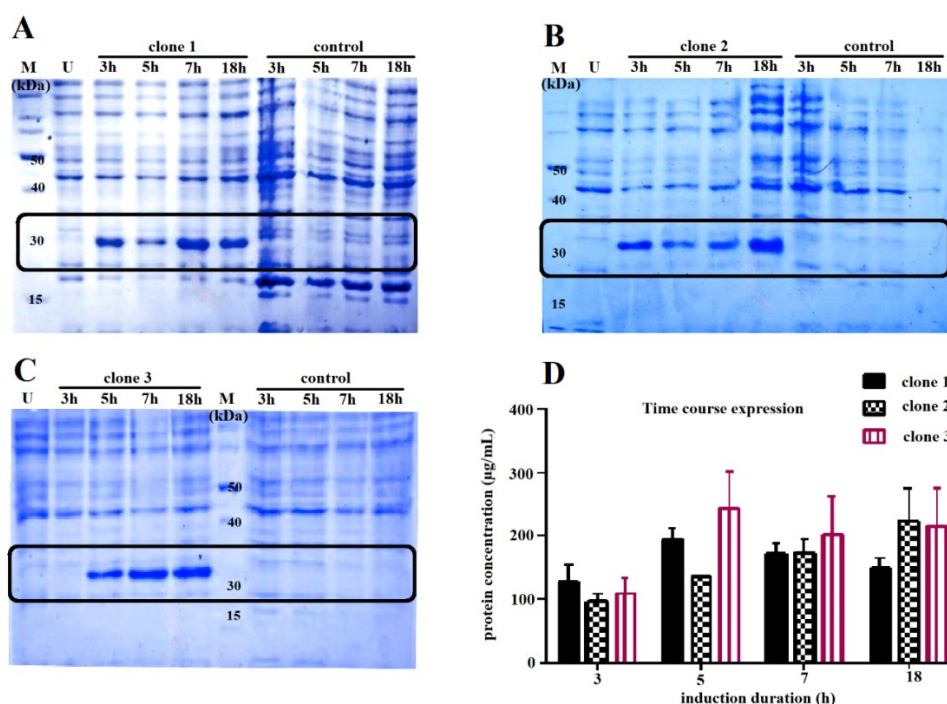 A
clone 1 control
M U 3h 5h 7h 18h 3h 5h 7h 18h
(kDa)
50
40
30
15
B
clone 2 control
M U 3h 5h 7h 18h 3h 5h 7h 18h
(kDa)
50
40
30
15
C
clone 3 control
U 3h 5h 7h 18h M 3h 5h 7h 18h
(kDa)
50
40
30
15
D
clone 1
clone 2
clone 3
Time course expression
protein concentration (µg/mL)
400
300
200
100
0
3 5 7 18
induction duration (h)